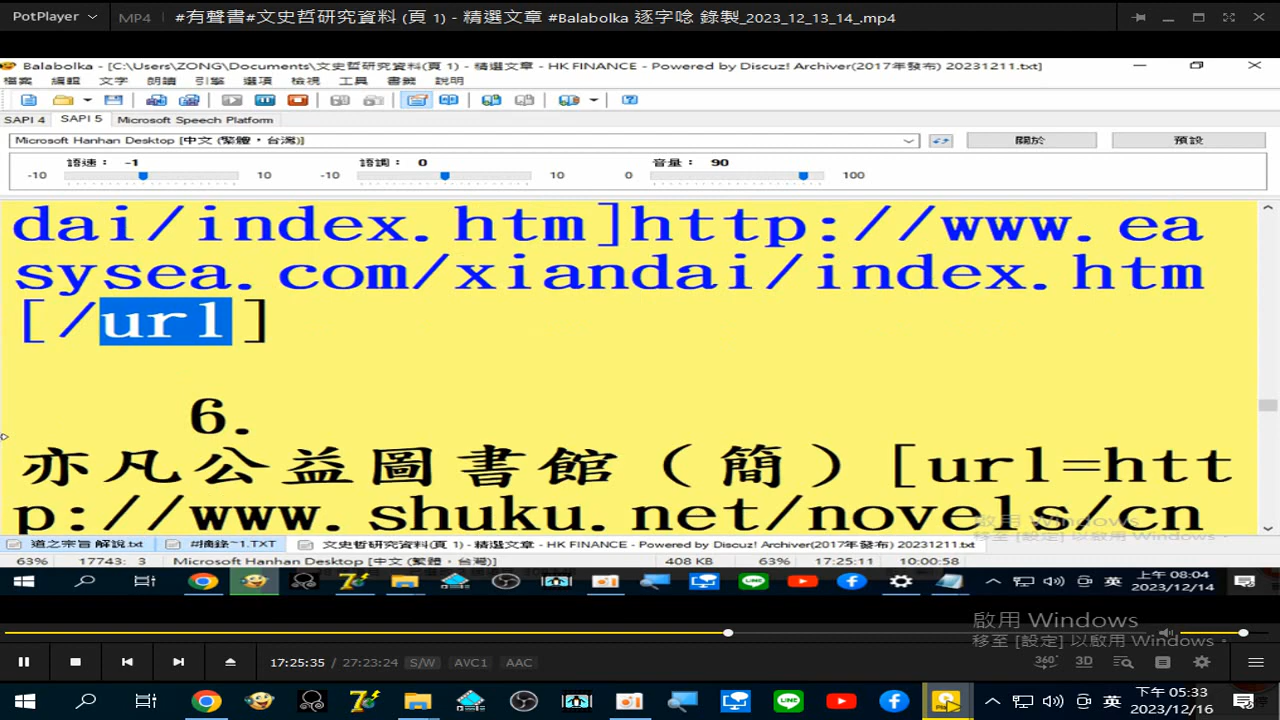 PotPlayer MP4 #有聲書#文史哲研究資料 (頁 1) - 精選文章 #Balabolka 逐字唸 錄製_2023_12_13_14_.mp4
Balabolka - [C:\Users\ZONG\Documents\文史哲研究資料(頁 1) - 精選文章 - HK FINANCE - Powered by Discuz! Archiver(2017年發布) 20231211.txt]
檔案 編輯 文字 朗讀 引擎 選項 檢視 工具 書籤 說明
SAPI 4 SAPI 5 Microsoft Speech Platform
Microsoft Hanhan Desktop [中文 (繁體，台灣)] 關於 預設
語速： -1 語調： 0 音量： 90
-10 10 -10 10 0 100
dai/index.htm]http://www.ea
sysea.com/xiandai/index.htm
[/url]
6.
亦凡公益圖書館（簡）[url=htt
p://www.shuku.net/novels/cn
啟用 Windows
移至 [設定] 以啟用 Windows。
道之宗旨 解說.txt #摘錄~1.TXT 文史哲研究資料(頁 1) - 精選文章 - HK FINANCE - Powered by Discuz! Archiver(2017年發布) 20231211.txt
63% 17743: 3 Microsoft Hanhan Desktop [中文 (繁體，台灣)] 408 KB 63% 17:25:11 10:00:58
英 上午 08:04
2023/12/14
啟用 Windows
移至 [設定] 以啟用 Windows。
17:25:35 / 27:23:24 S/W AVC1 AAC 360° 3D
英 下午 05:33
2023/12/16